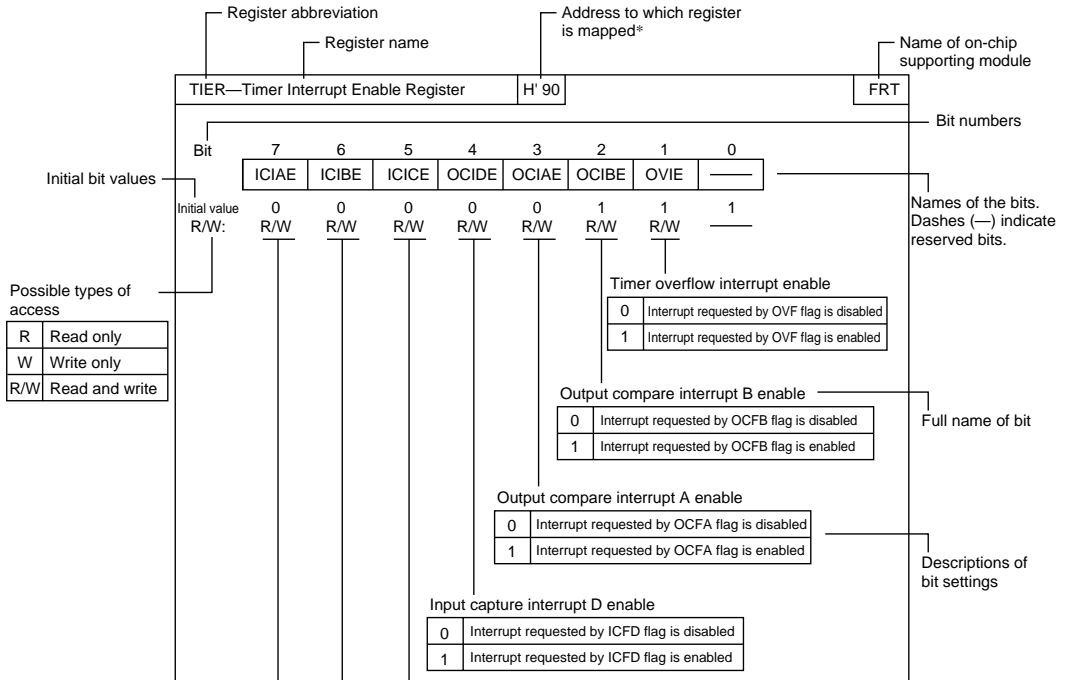 Register abbreviation
Register name
Address to which register
is mapped*
Name of on-chip
supporting module
TIER—Timer Interrupt Enable Register H' 90 FRT
Bit numbers
Bit 7 6 5 4 3 2 1 0
ICIAE ICIBE ICICE OCIDE OCIAE OCIBE OVIE —
Initial bit values
Initial value 0 0 0 0 0 1 1 1
R/W: R/W R/W R/W R/W R/W R/W R/W —
Names of the bits.
Dashes (—) indicate
reserved bits.
Possible types of
access
R Read only
W Write only
R/W Read and write
Timer overflow interrupt enable
0 Interrupt requested by OVF flag is disabled
1 Interrupt requested by OVF flag is enabled
Output compare interrupt B enable
0 Interrupt requested by OCFB flag is disabled
1 Interrupt requested by OCFB flag is enabled
Full name of bit
Output compare interrupt A enable
0 Interrupt requested by OCFA flag is disabled
1 Interrupt requested by OCFA flag is enabled
Descriptions of
bit settings
Input capture interrupt D enable
0 Interrupt requested by ICFD flag is disabled
1 Interrupt requested by ICFD flag is enabled